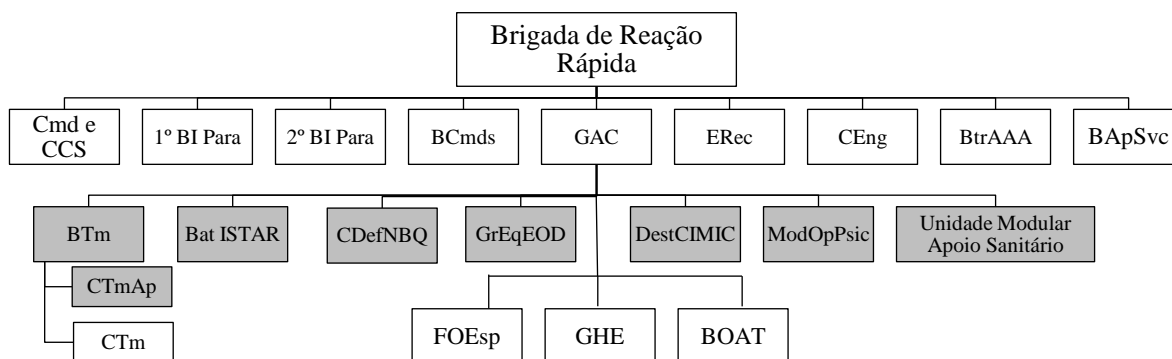 Brigada de Reação
Rápida
Cmd e
CCS
1º BI Para
2º BI Para
BCmds
GAC
ERec
CEng
BtrAAA
BApSvc
BTm
Bat ISTAR
CDefNBQ
GrEqEOD
DestCIMIC
ModOpPsic
Unidade Modular
Apoio Sanitário
CTmAp
CTm
FOEsp
GHE
BOAT